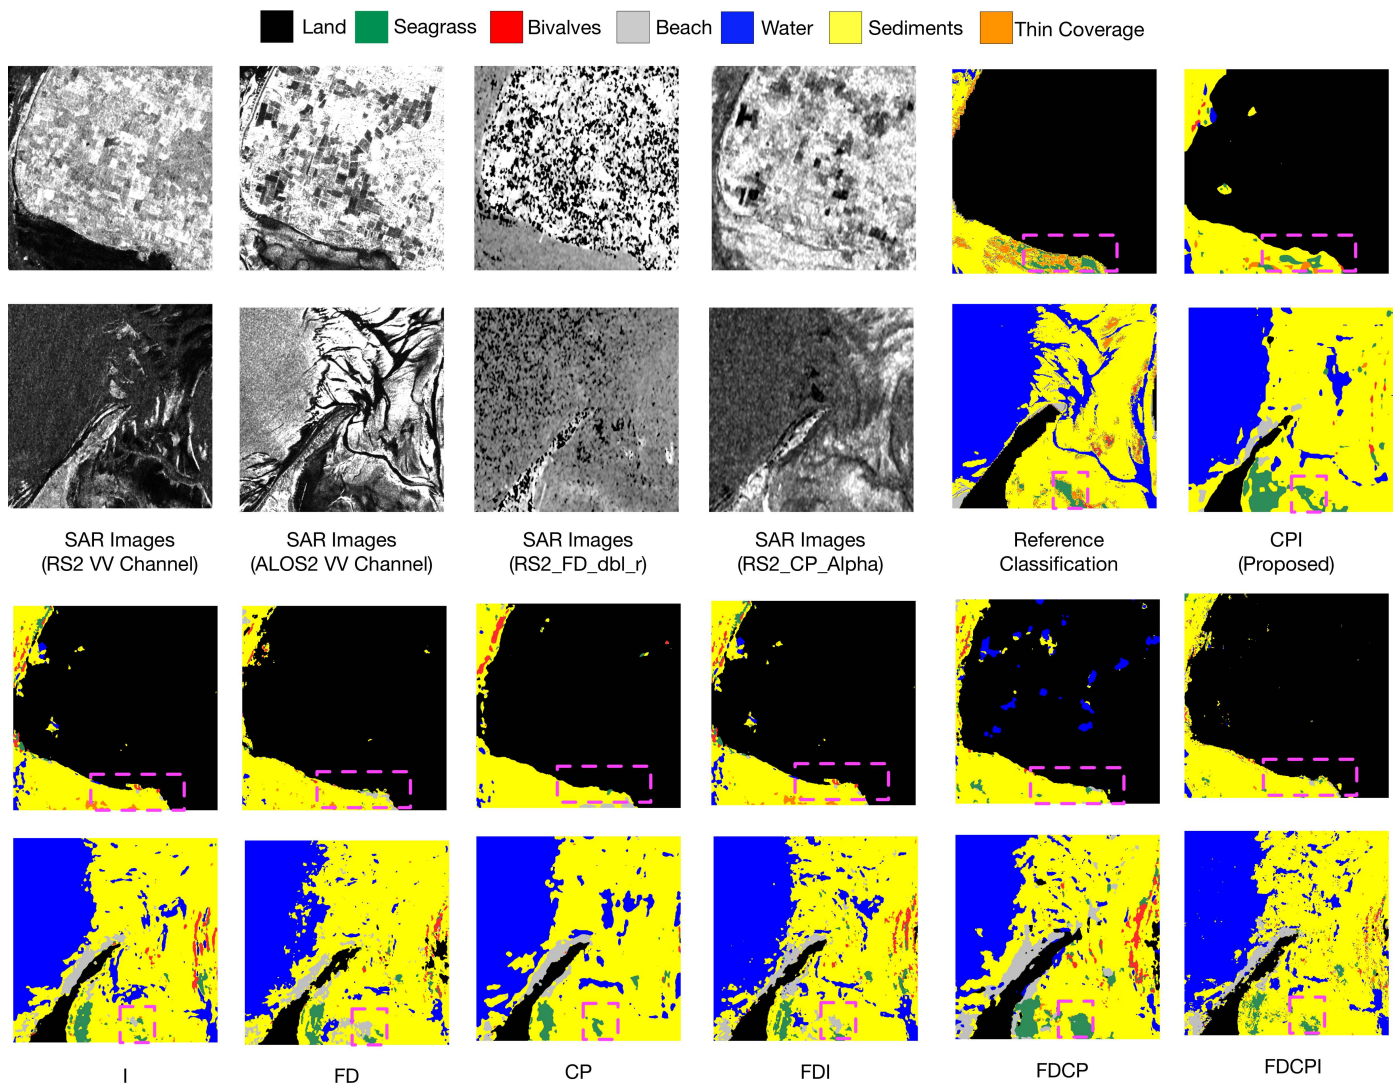 Land Seagrass Bivalves Beach Water Sediments Thin Coverage
SAR Images
(RS2 VV Channel)
SAR Images
(ALOS2 VV Channel)
SAR Images
(RS2_FD_dbl_r)
SAR Images
(RS2_CP_Alpha)
Reference
Classification
CPI
(Proposed)
I
FD
CP
FDI
FDCP
FDCPI